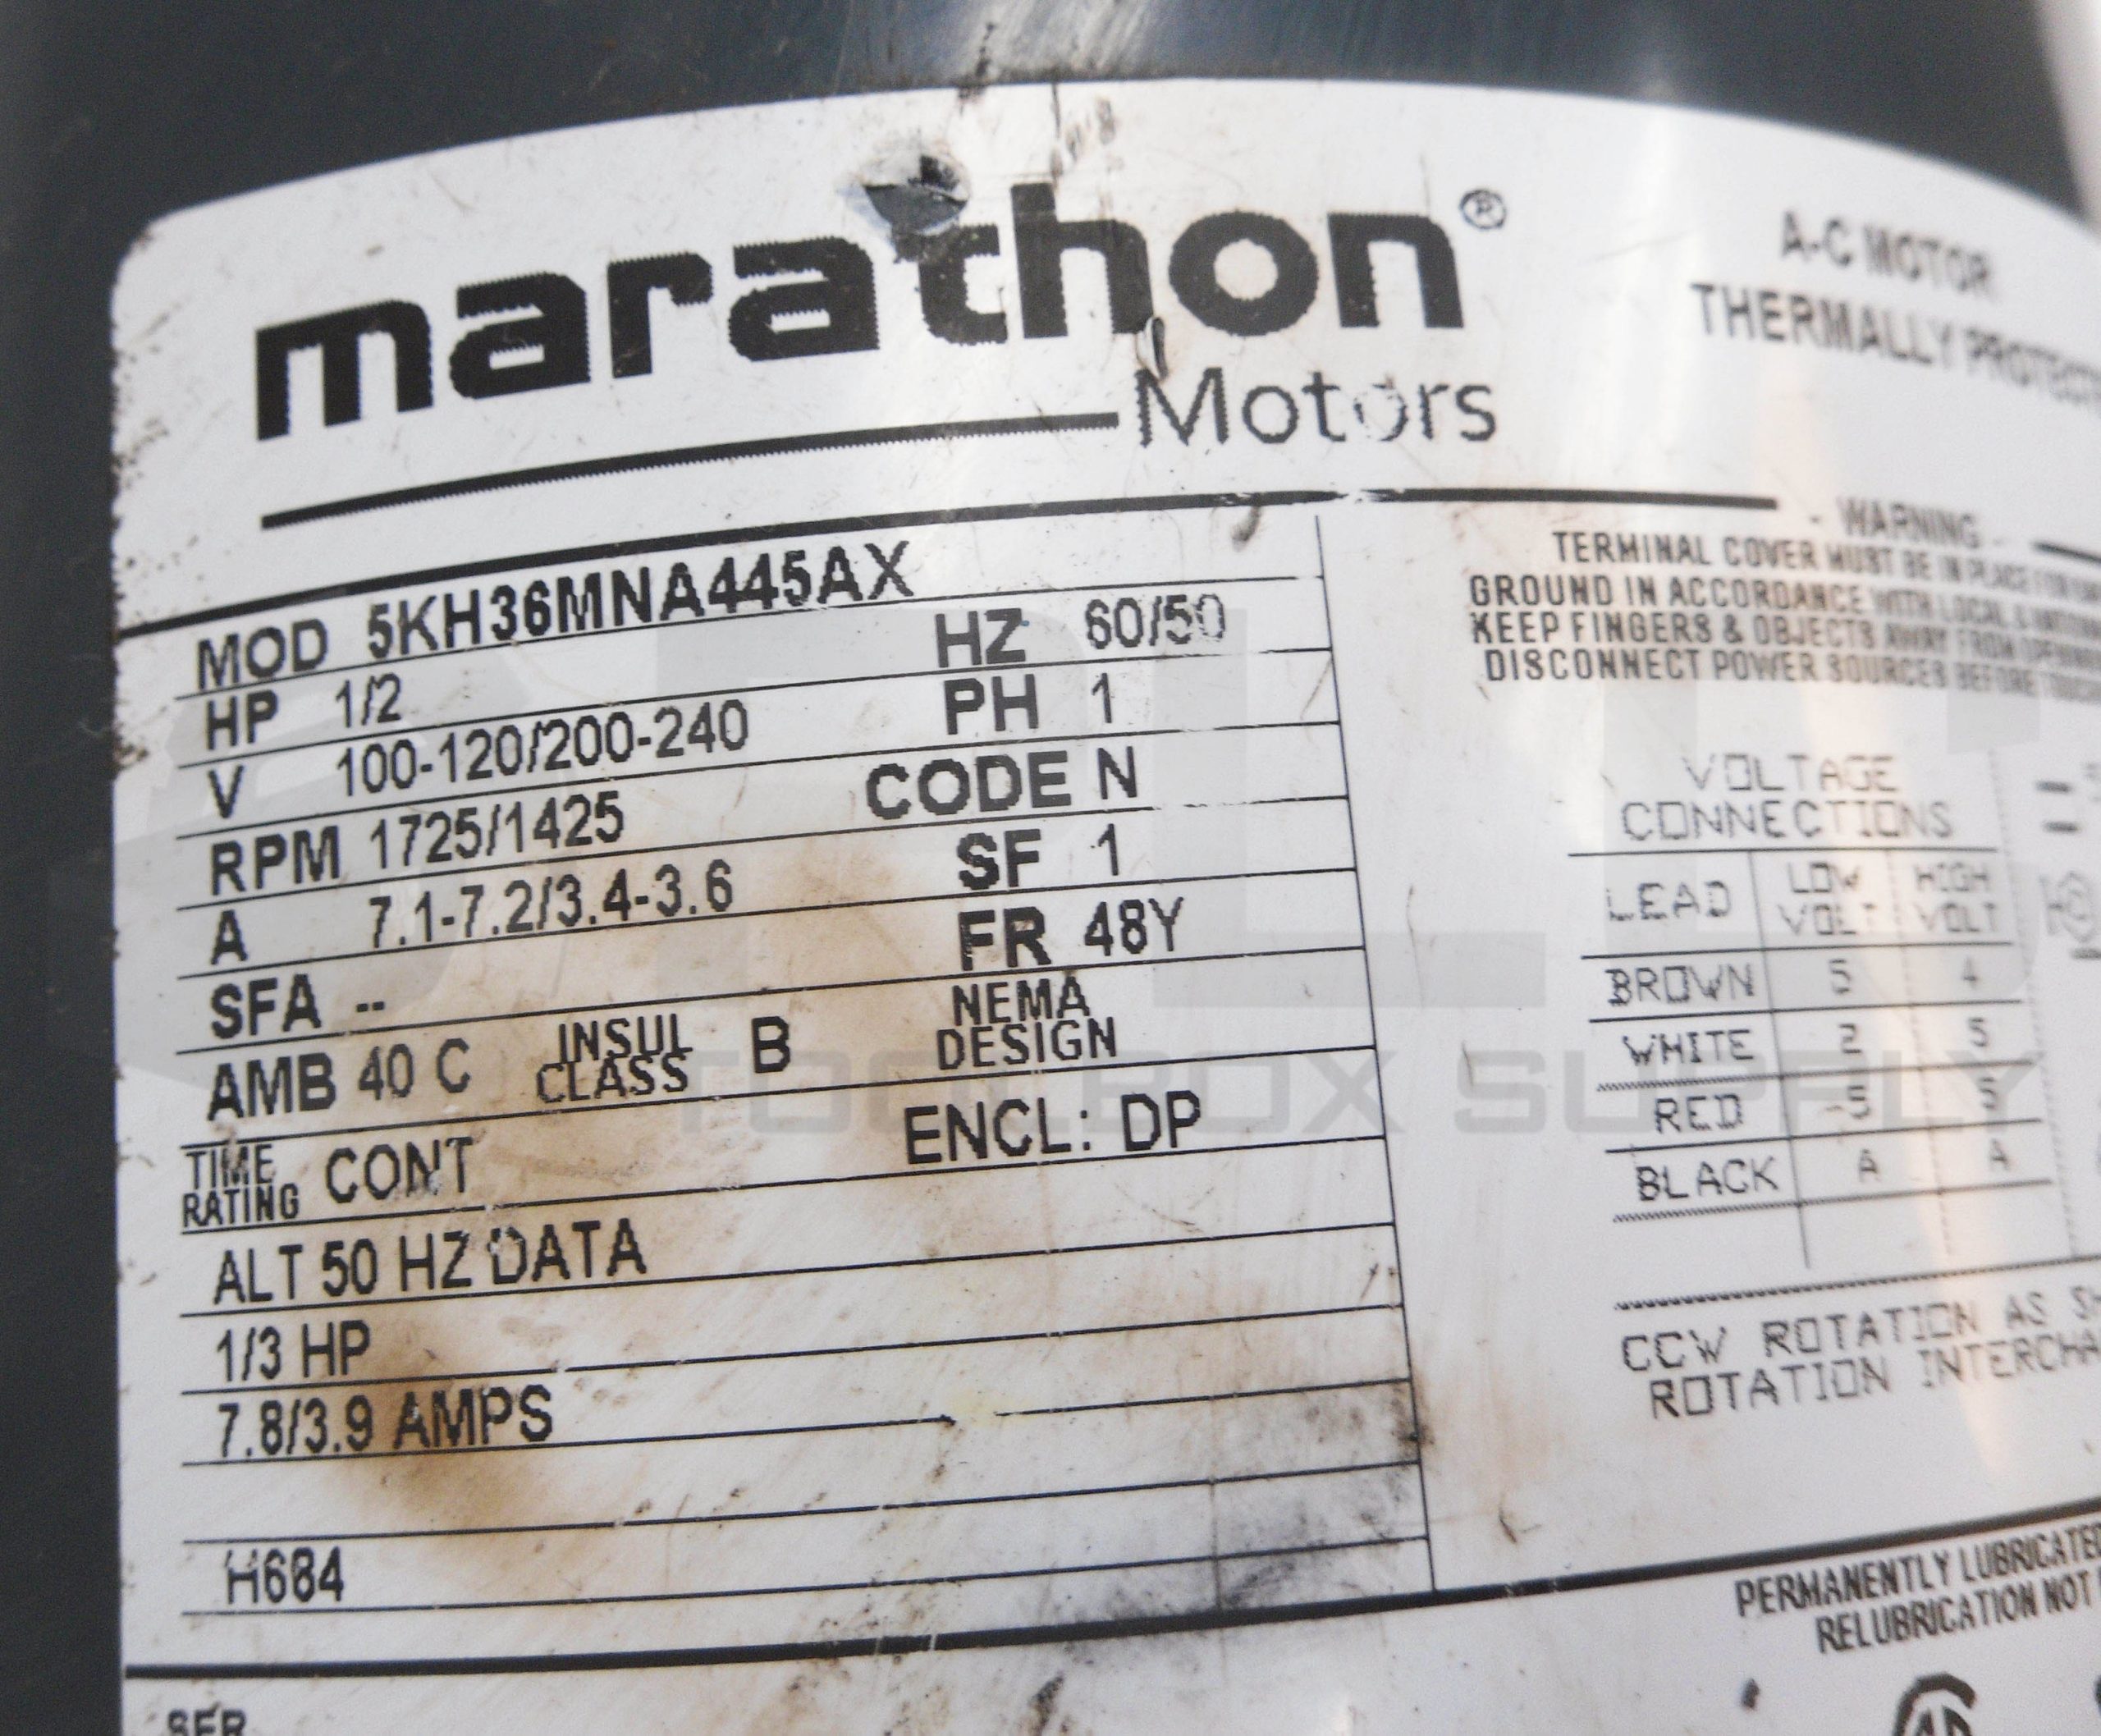 marathon®
Motors
A-C MOTOR
THERMALLY
MOD 5KH36MNA445AX
HP 1/2 HZ 60/50
V 100-120/200-240 PH 1
RPM 1725/1425 CODE N
A 7.1-7.2/3.4-3.6 SF 1
SFA -- FR 48Y
AMB 40 C INSUL CLASS B NEMA DESIGN
TIME RATING CONT ENCL: DP
ALT 50 HZ DATA
1/3 HP
7.8/3.9 AMPS
H684
SER
- WARNING -
TERMINAL COVER MUST BE IN PLACE
GROUND IN ACCORDANCE WITH LOCAL &
KEEP FINGERS & OBJECTS AWAY FROM
DISCONNECT POWER SOURCES BEFORE
VOLTAGE
CONNECTIONS
LEAD LOW VOLT HIGH VOLT
BROWN 5 4
WHITE 2 5
RED 5 5
BLACK A A
CCW ROTATION AS
ROTATION
PERMANENTLY LUBRICATED
RELUBRICATION NOT
TOOLBOX SUPPLY